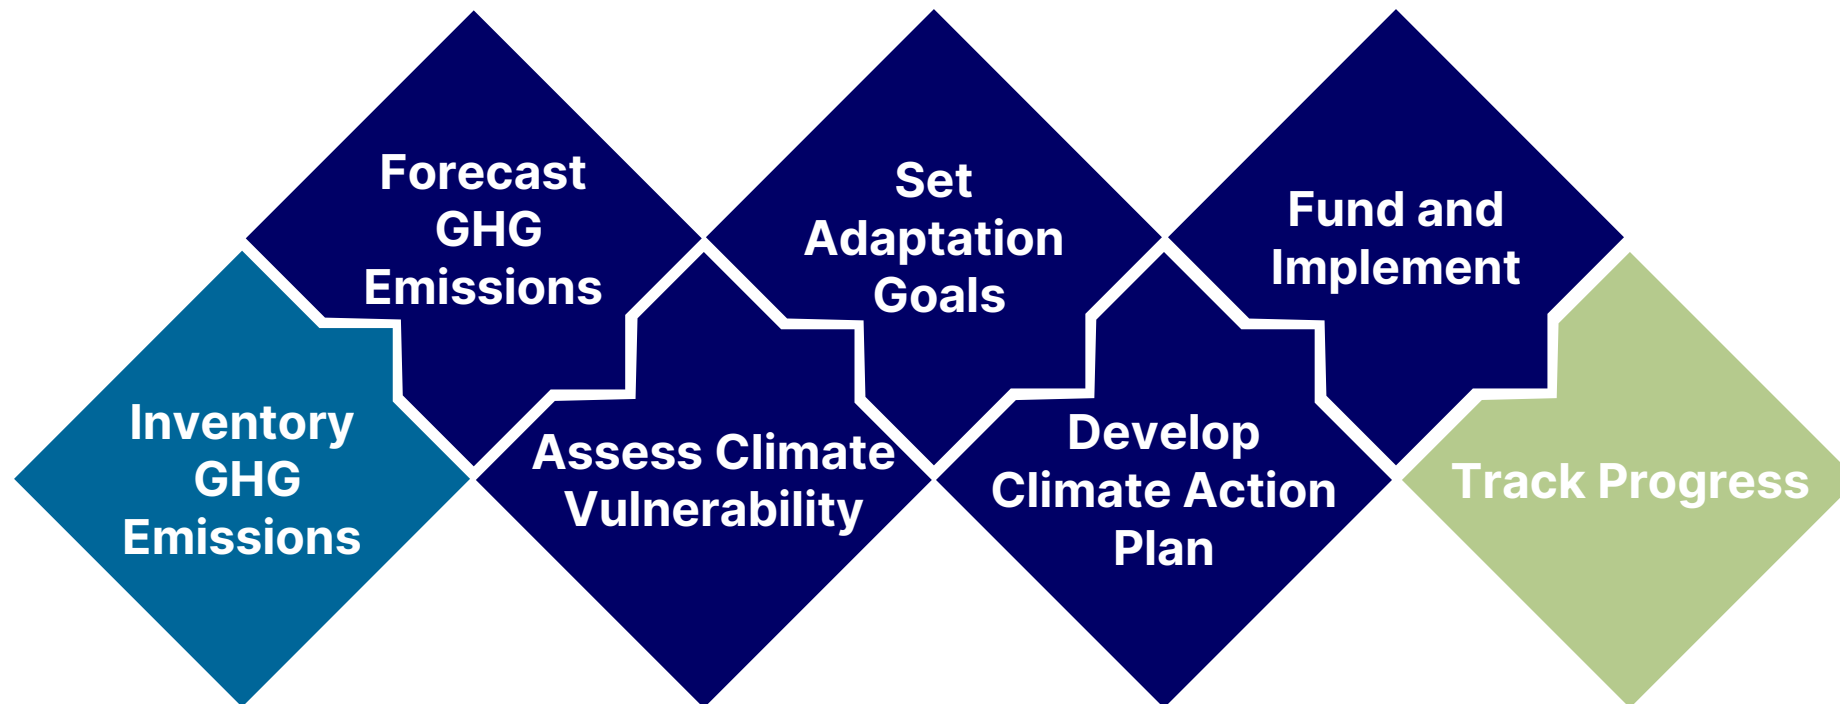 Inventory
GHG
Emissions
Forecast
GHG
Emissions
Assess Climate
Vulnerability
Set
Adaptation
Goals
Develop
Climate Action
Plan
Fund and
Implement
Track Progress